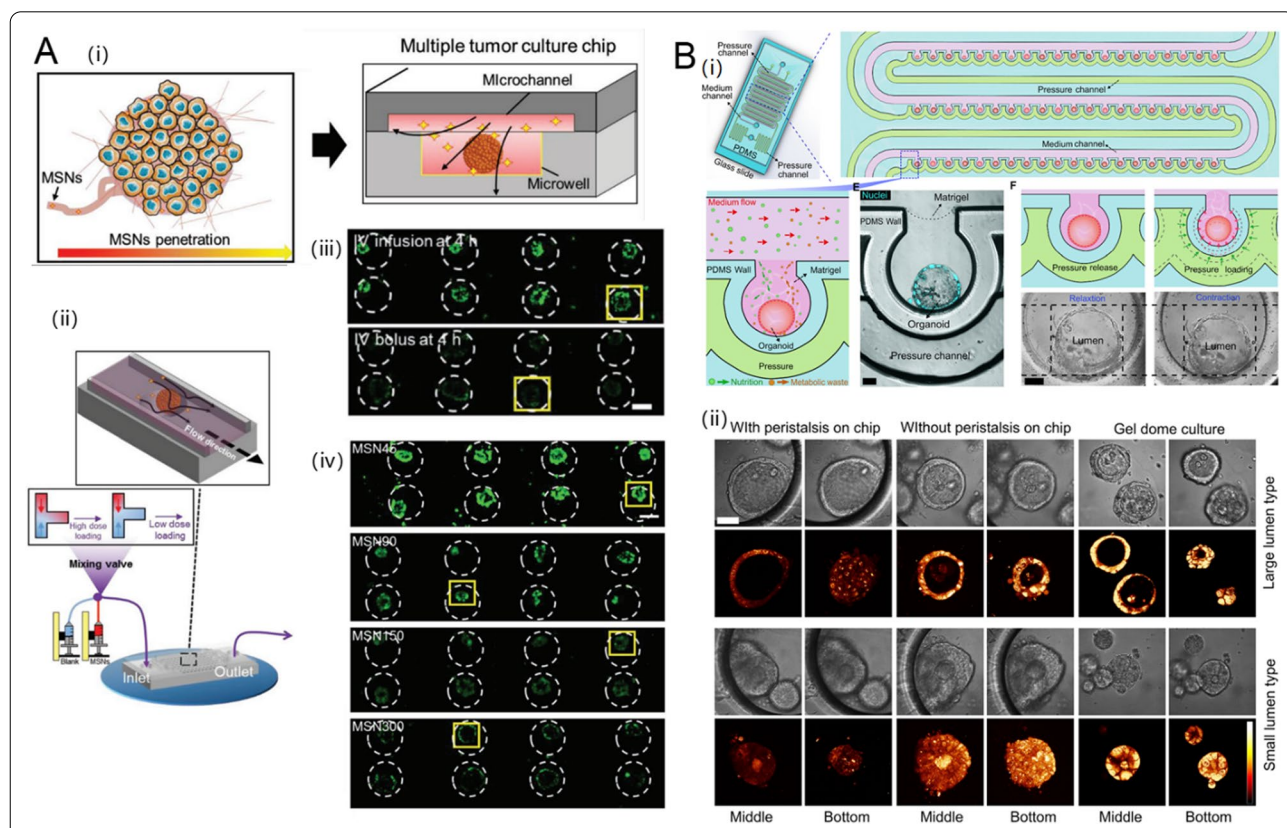 A
(i)
MSNs
MSNs penetration
Multiple tumor culture chip
MIcrochannel
Microwell
(ii)
Flow direction
High dose
loading
Low dose
loading
Mixing valve
Blank
MSNs
Inlet
Outlet
(iii)
IV infusion at 4 h
IV bolus at 4 h
(iv)
MSN45
MSN90
MSN150
MSN300
B
(i)
Pressure
channel
Medium
channel
PDMS
Glass slide
Pressure
channel
Pressure channel
Medium channel
Medium flow
PDMS Wall
Matrigel
Organoid
Pressure
Nutrition
Metabolic waste
E
Nuclei
Matrigel
PDMS Wall
Organoid
Pressure channel
F
Pressure release
Pressure loading
Relaxtion
Contraction
Lumen
Lumen
(ii)
WIth peristalsis on chip
WIthout peristalsis on chip
Gel dome culture
Large lumen type
Small lumen type
Middle
Bottom
Middle
Bottom
Middle
Bottom